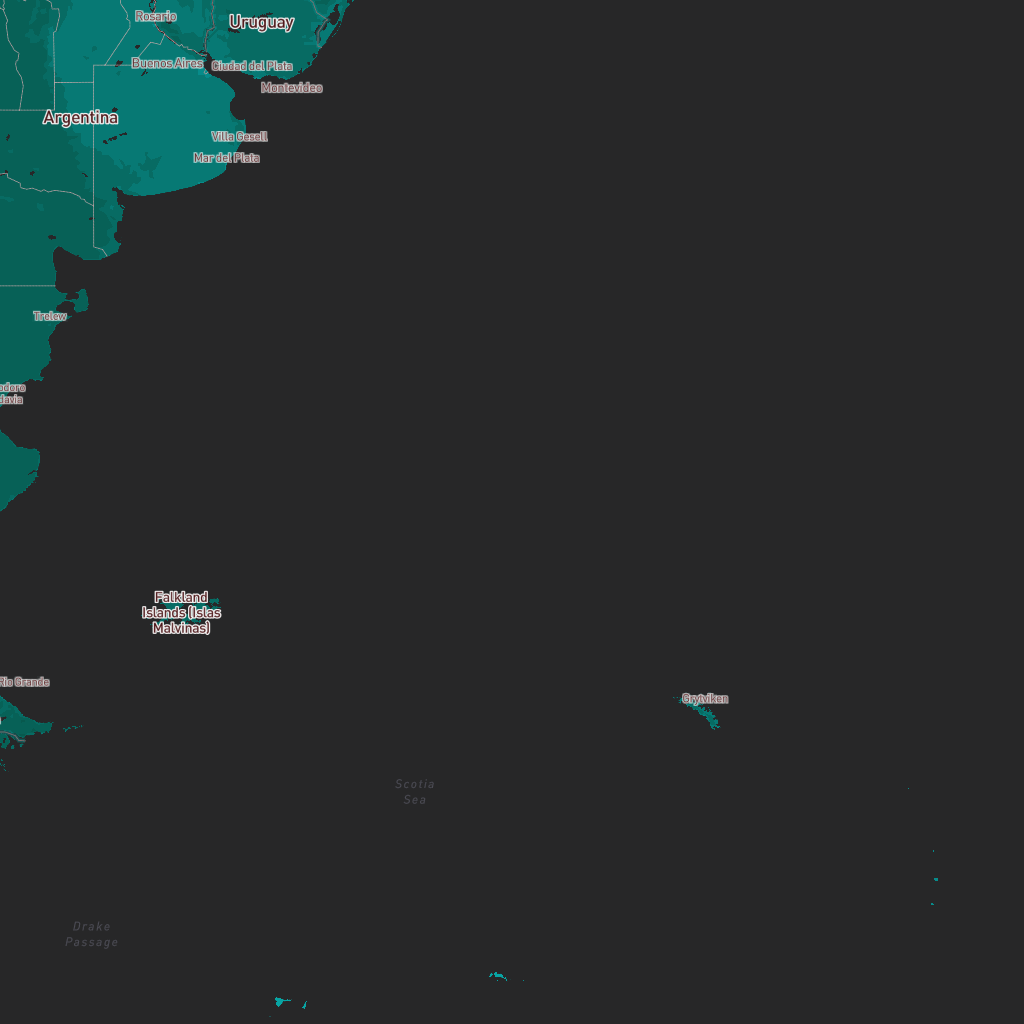 Rosario
Uruguay
Buenos Aires
Ciudad del Plata
Montevideo
Argentina
Villa Gesell
Mar del Plata
Trelew
odoro
davia
Falkland
Islands (Islas
Malvinas)
Rio Grande
Grytviken
Scotia
Sea
Drake
Passage